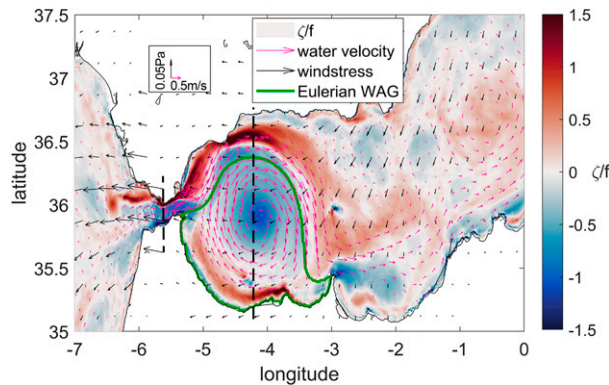 37.5
37
36.5
36
35.5
35
latitude
-7
-6
-5
-4
-3
-2
-1
0
longitude
0.05Pa
0.5m/s
ζ/f
water velocity
windstress
Eulerian WAG
1.5
1
0.5
0
-0.5
-1
-1.5
ζ/f